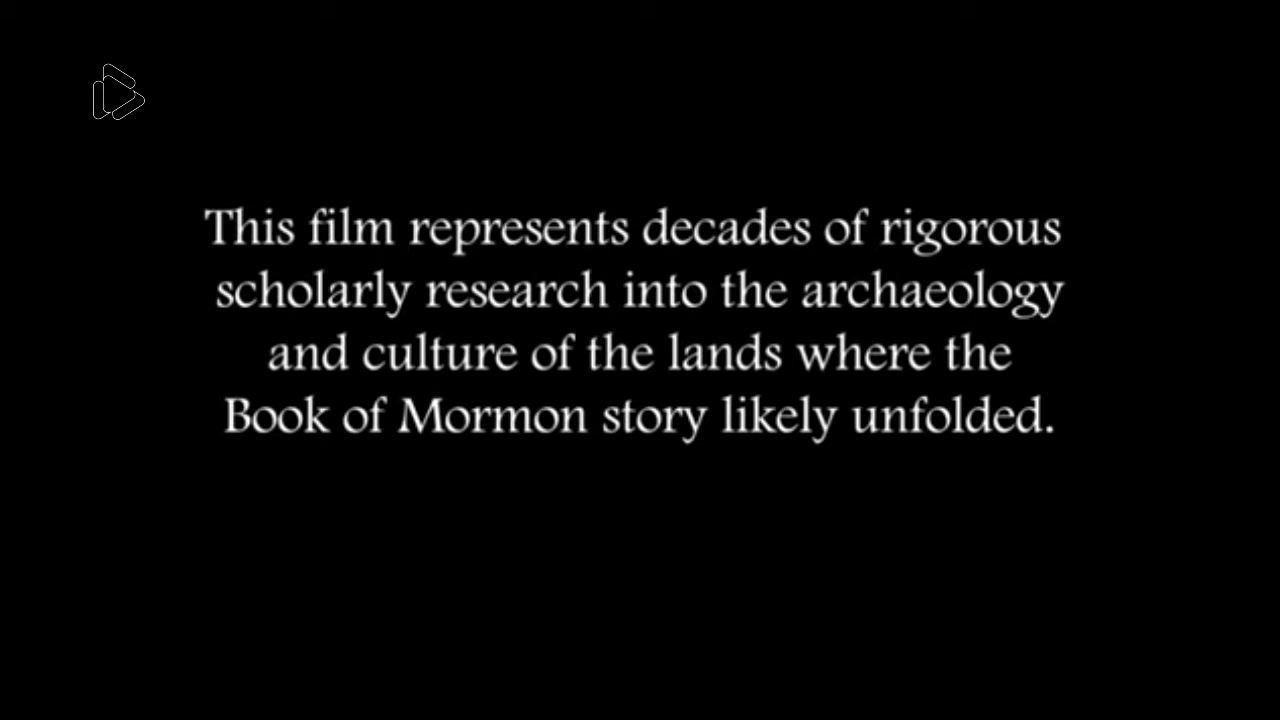 This film represents decades of rigorous
scholarly research into the archaeology
and culture of the lands where the
Book of Mormon story likely unfolded.